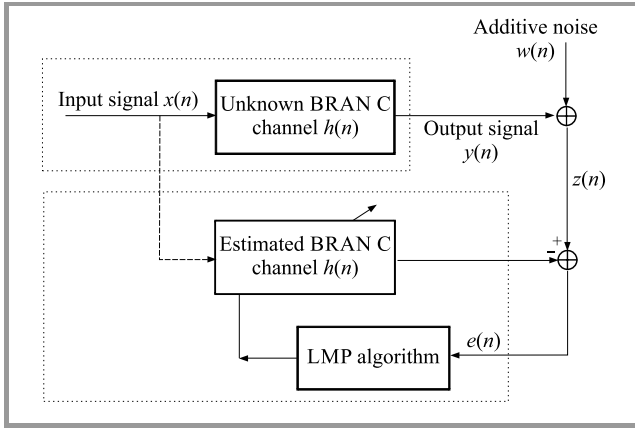 Additive noise
w(n)
Input signal x(n)
Unknown BRAN C
channel h(n)
Output signal
y(n)
z(n)
+
-
Estimated BRAN C
channel h(n)
LMP algorithm
e(n)